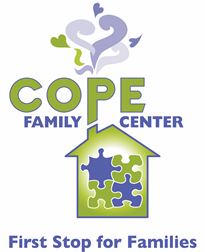 COPE
FAMILY CENTER
First Stop for Families